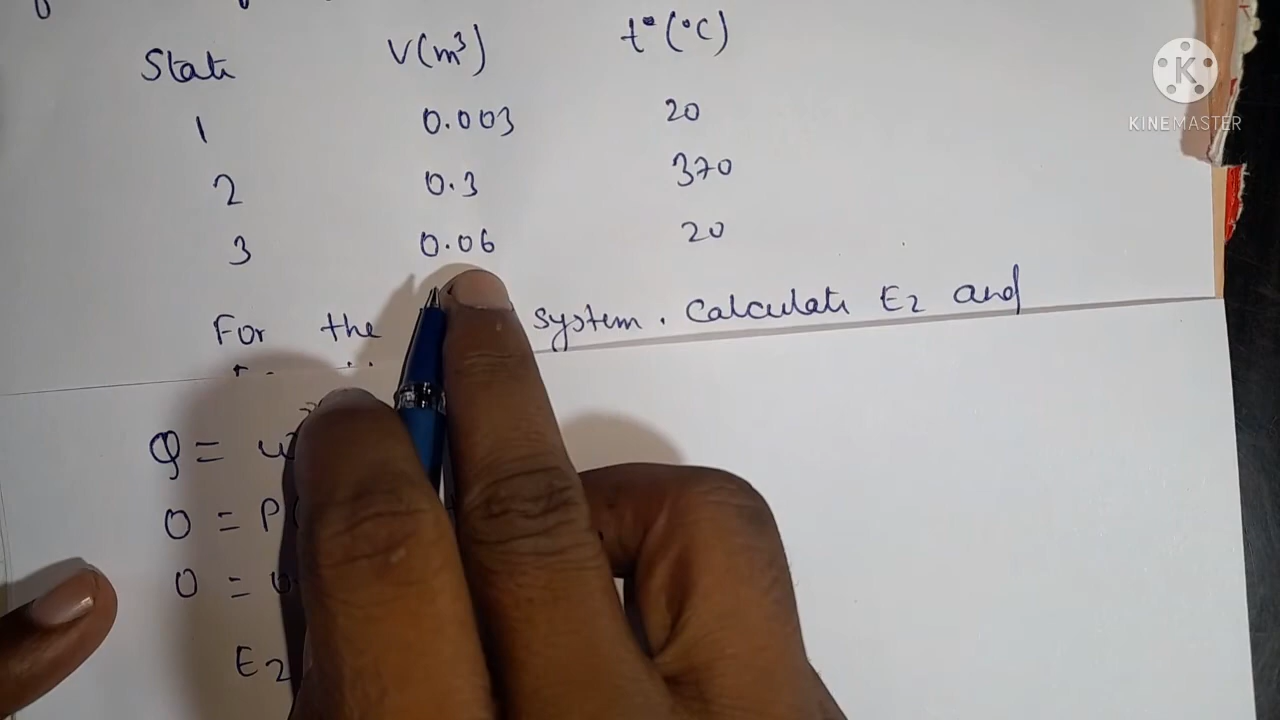 State V(m³) t°(°C)
1 0.003 20
2 0.3 370
3 0.06 20
For the system. Calculate E2 and
Q =
0 = P(
0 =
E2
KINEMASTER